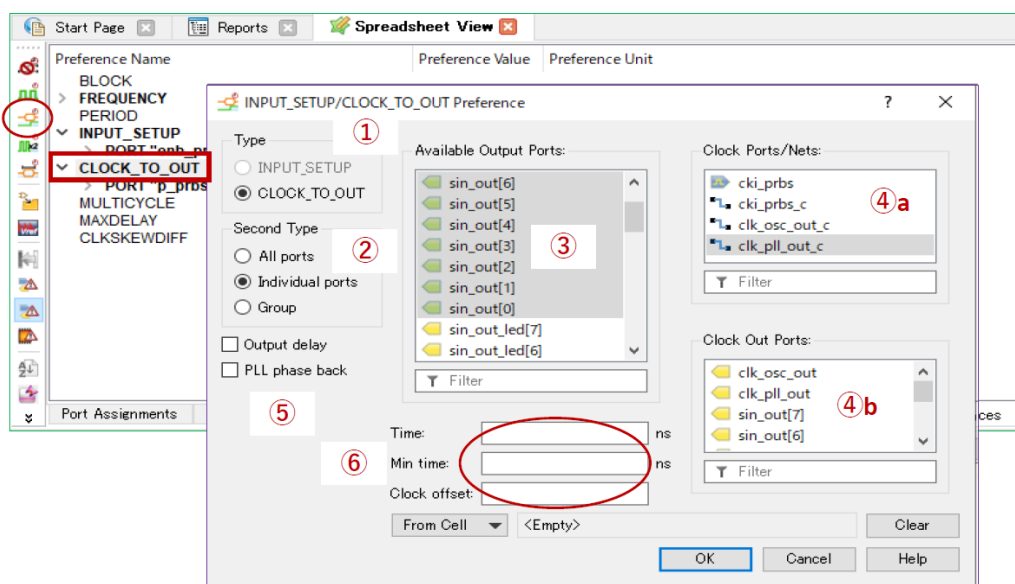 Start Page
Reports
Spreadsheet View
Preference Name
Preference Value
Preference Unit
BLOCK
FREQUENCY
PERIOD
INPUT_SETUP
CLOCK_TO_OUT
PORT "p_prbs
MULTICYCLE
MAXDELAY
CLKSKEWDIFF
Port Assignments
INPUT_SETUP/CLOCK_TO_OUT Preference
?
Type
①
INPUT_SETUP
CLOCK_TO_OUT
Second Type
②
All ports
Individual ports
Group
Output delay
PLL phase back
⑤
Available Output Ports:
sin_out[6]
sin_out[5]
sin_out[4]
sin_out[3]
③
sin_out[2]
sin_out[1]
sin_out[0]
sin_out_led[7]
sin_out_led[6]
Filter
Clock Ports/Nets:
cki_prbs
④a
cki_prbs_c
clk_osc_out_c
clk_pll_out_c
Filter
Clock Out Ports:
clk_osc_out
clk_pll_out
④b
sin_out[7]
sin_out[6]
Filter
⑥
Time: ns
Min time: ns
Clock offset:
From Cell
<Empty>
Clear
OK
Cancel
Help
ces